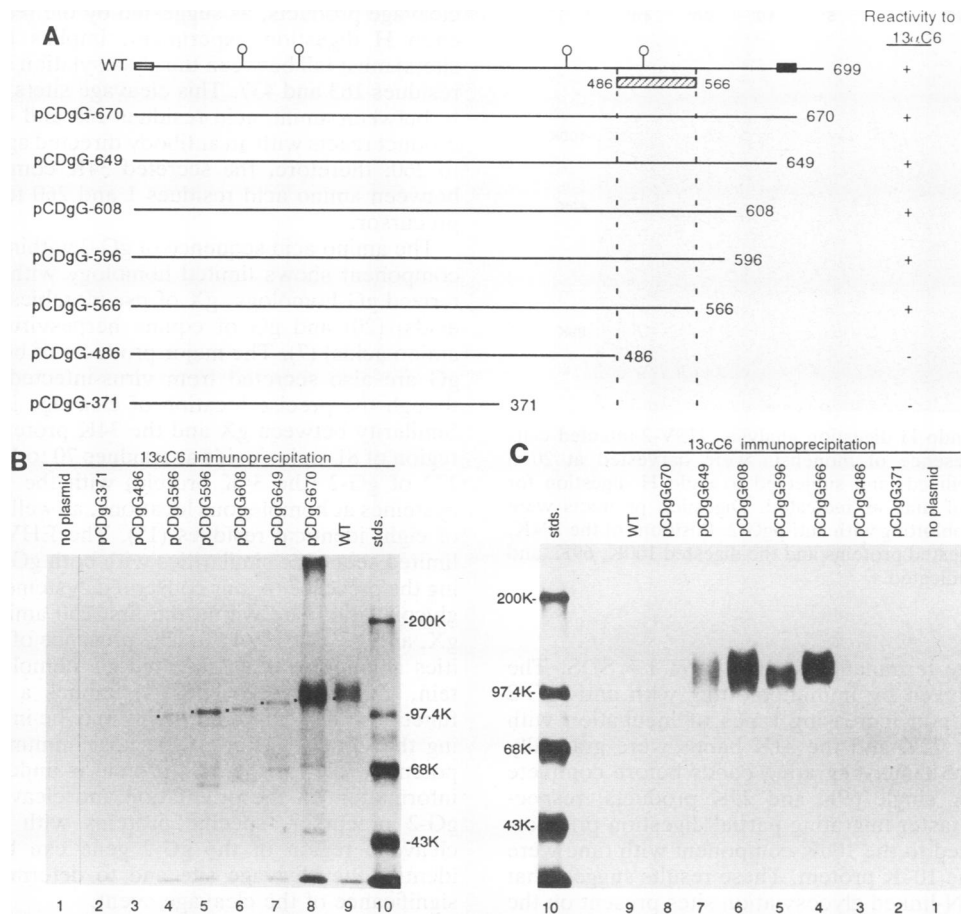 A
Reactivity to
13αC6
WT 699 +
486 566
pCDgG-670 670 +
pCDgG-649 649 +
pCDgG-608 608 +
pCDgG-596 596 +
pCDgG-566 566 +
pCDgG-486 486 -
pCDgG-371 371 -
B
13αC6 immunoprecipitation
no plasmid
pCDgG371
pCDgG486
pCDgG566
pCDgG596
pCDgG608
pCDgG649
pCDgG670
WT
stds.
-200K
-97.4K
-68K
-43K
1 2 3 4 5 6 7 8 9 10
C
13αC6 immunoprecipitation
stds.
WT
pCDgG670
pCDgG649
pCDgG608
pCDgG596
pCDgG566
pCDgG486
pCDgG371
no plasmid
200K-
97.4K-
68K-
43K-
10 9 8 7 6 5 4 3 2 1